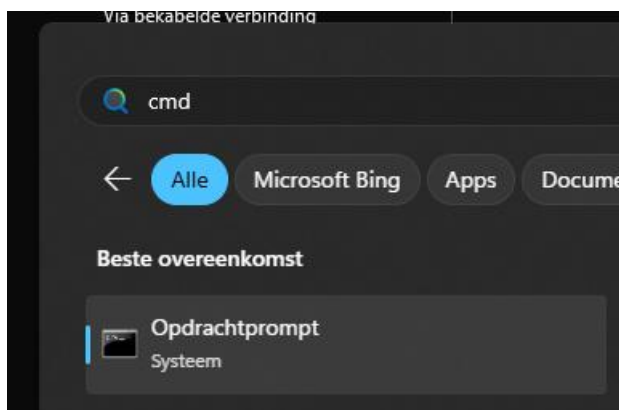 Via bekabelde verbinding
cmd
Alle Microsoft Bing Apps Docume
Beste overeenkomst
Opdrachtprompt
Systeem